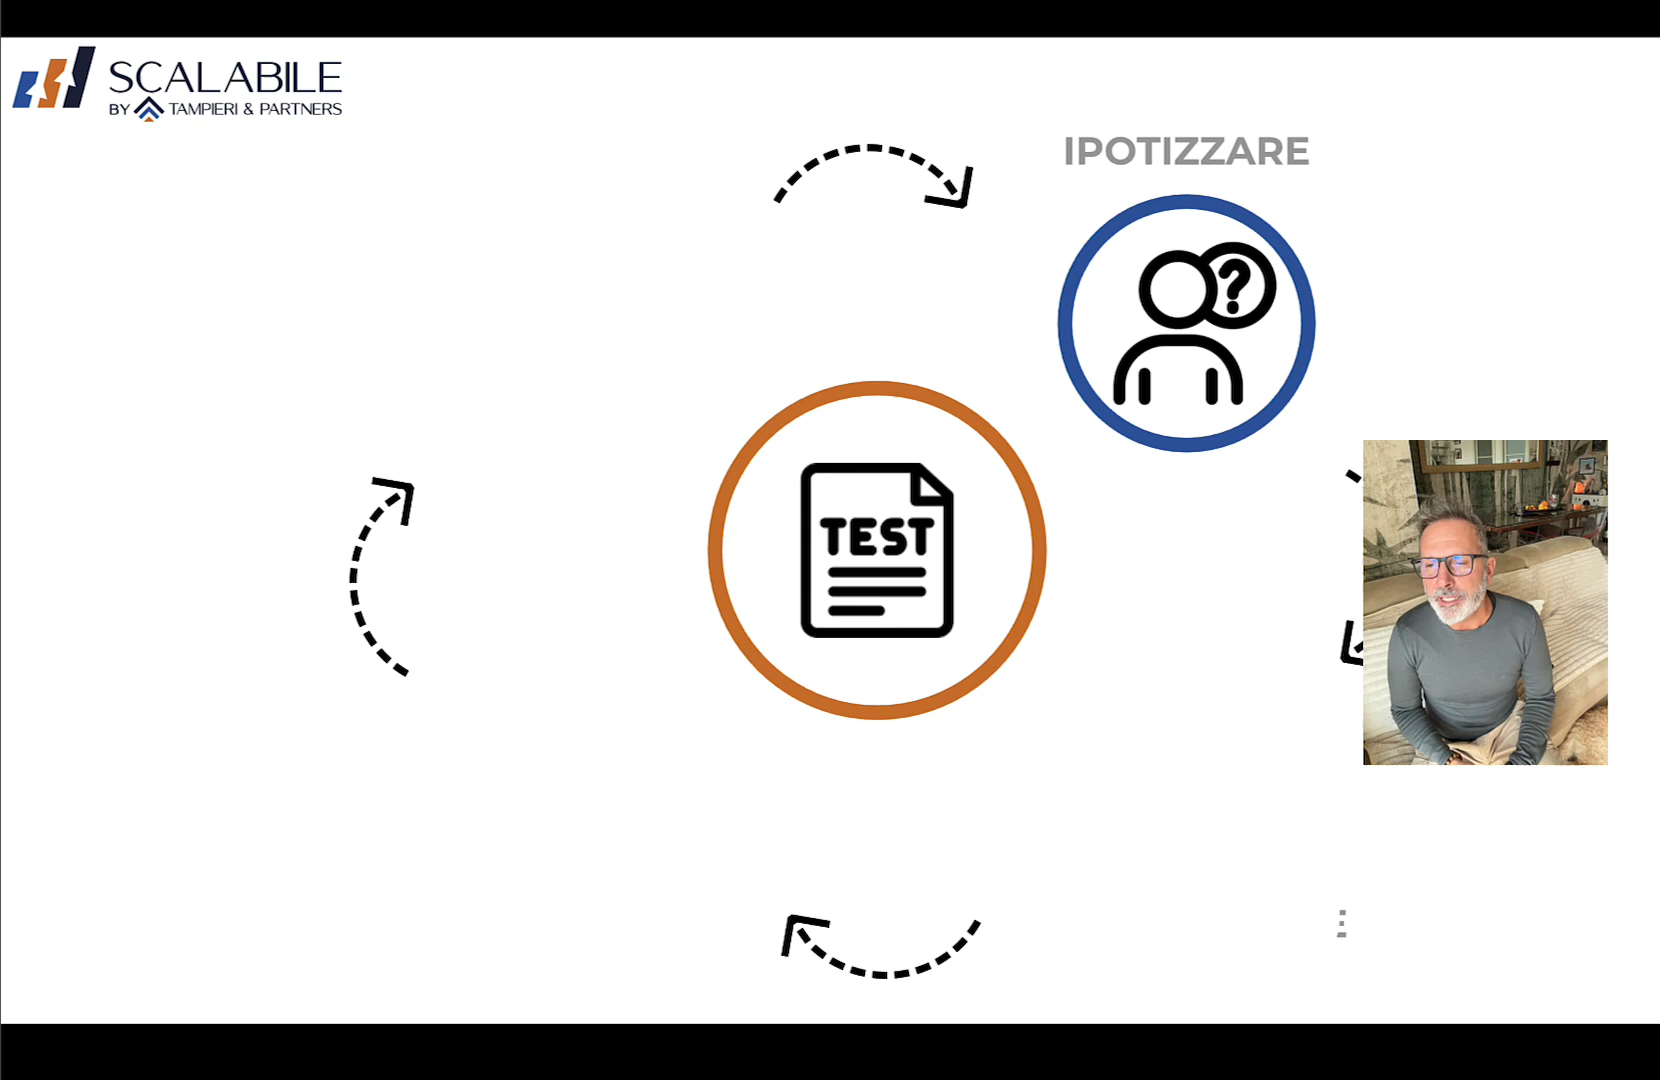 SCALABILE
BY TAMPIERI & PARTNERS
IPOTIZZARE
?
TEST